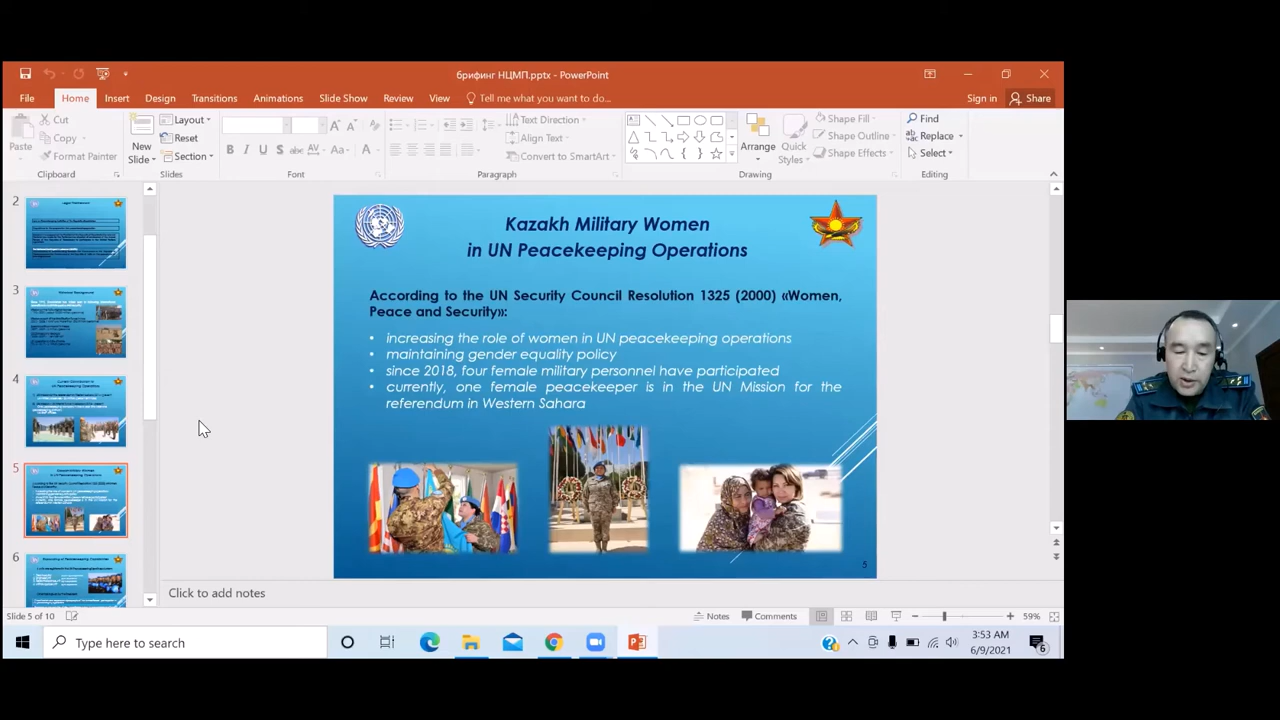 брифинг НЦМП.pptx - PowerPoint
File Home Insert Design Transitions Animations Slide Show Review View Tell me what you want to do... Sign in Share
Cut
Copy
Format Painter
Paste
Clipboard
New Slide
Layout
Reset
Section
Slides
Font
Text Direction
Align Text
Convert to SmartArt
Paragraph
Arrange
Quick Styles
Shape Fill
Shape Outline
Shape Effects
Drawing
Find
Replace
Select
Editing
2
3
4
5
6
Kazakh Military Women
in UN Peacekeeping Operations
According to the UN Security Council Resolution 1325 (2000) «Women,
Peace and Security»:
• increasing the role of women in UN peacekeeping operations
• maintaining gender equality policy
• since 2018, four female military personnel have participated
• currently, one female peacekeeper is in the UN Mission for the
referendum in Western Sahara
5
Click to add notes
Slide 5 of 10 Notes Comments 59%
Type here to search
3:53 AM
6/9/2021
6